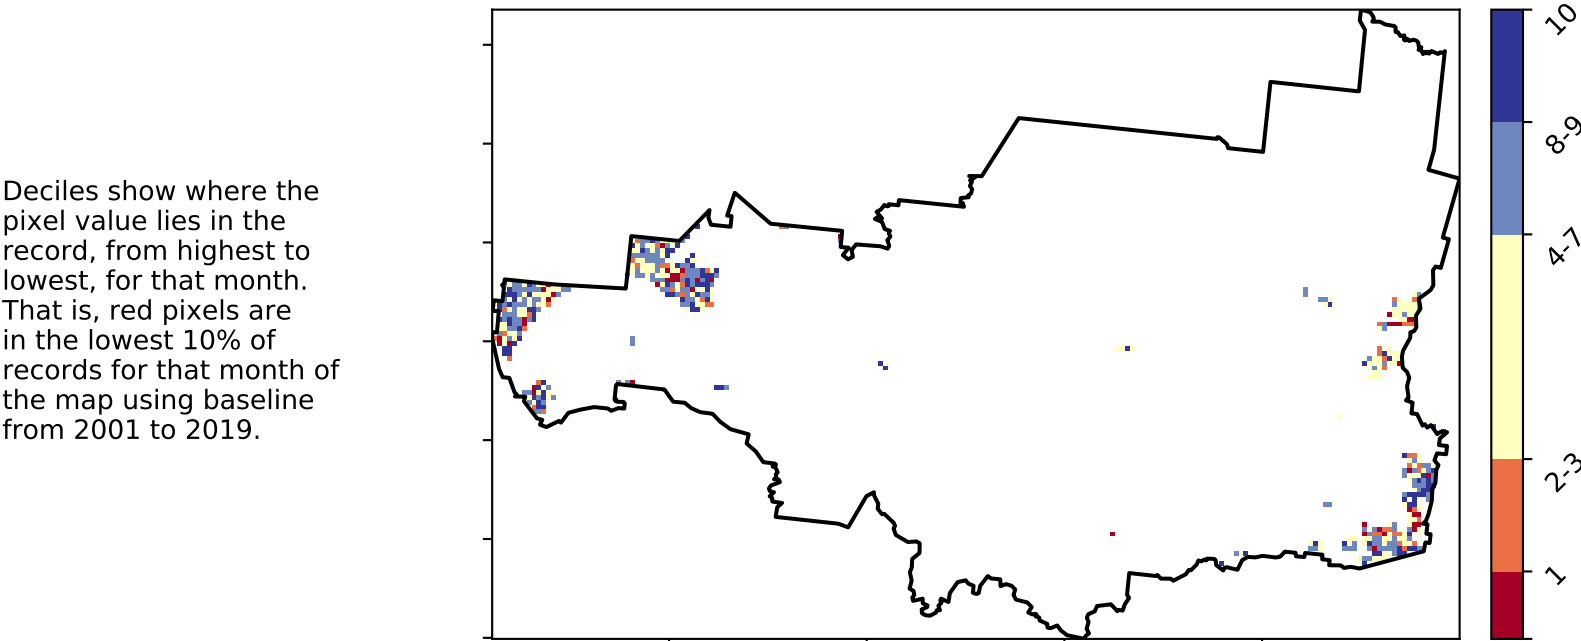 Deciles show where the
pixel value lies in the
record, from highest to
lowest, for that month.
That is, red pixels are
in the lowest 10% of
records for that month of
the map using baseline
from 2001 to 2019.
10
8-9
4-7
2-3
1